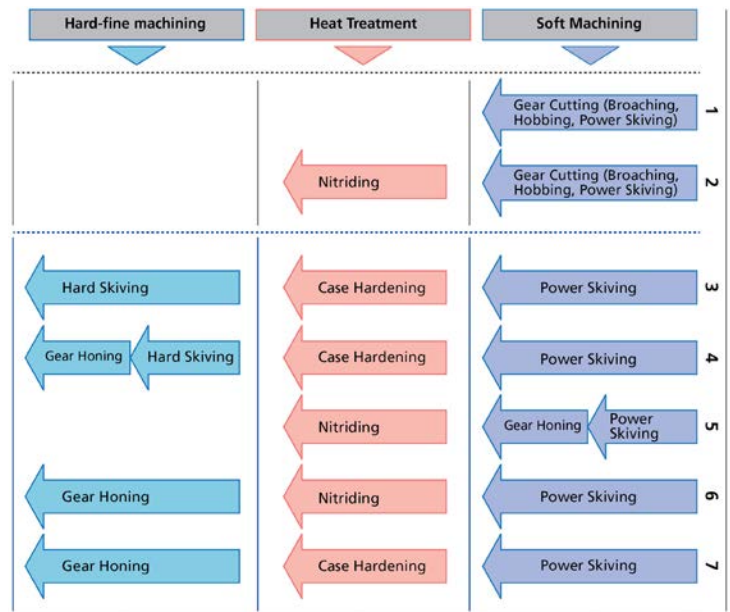 Hard-fine machining
Heat Treatment
Soft Machining
Gear Cutting (Broaching,
Hobbing, Power Skiving)
1
Nitriding
Gear Cutting (Broaching,
Hobbing, Power Skiving)
2
Hard Skiving
Case Hardening
Power Skiving
3
Gear Honing
Hard Skiving
Case Hardening
Power Skiving
4
Nitriding
Gear Honing
Power
Skiving
5
Gear Honing
Nitriding
Power Skiving
6
Gear Honing
Case Hardening
Power Skiving
7